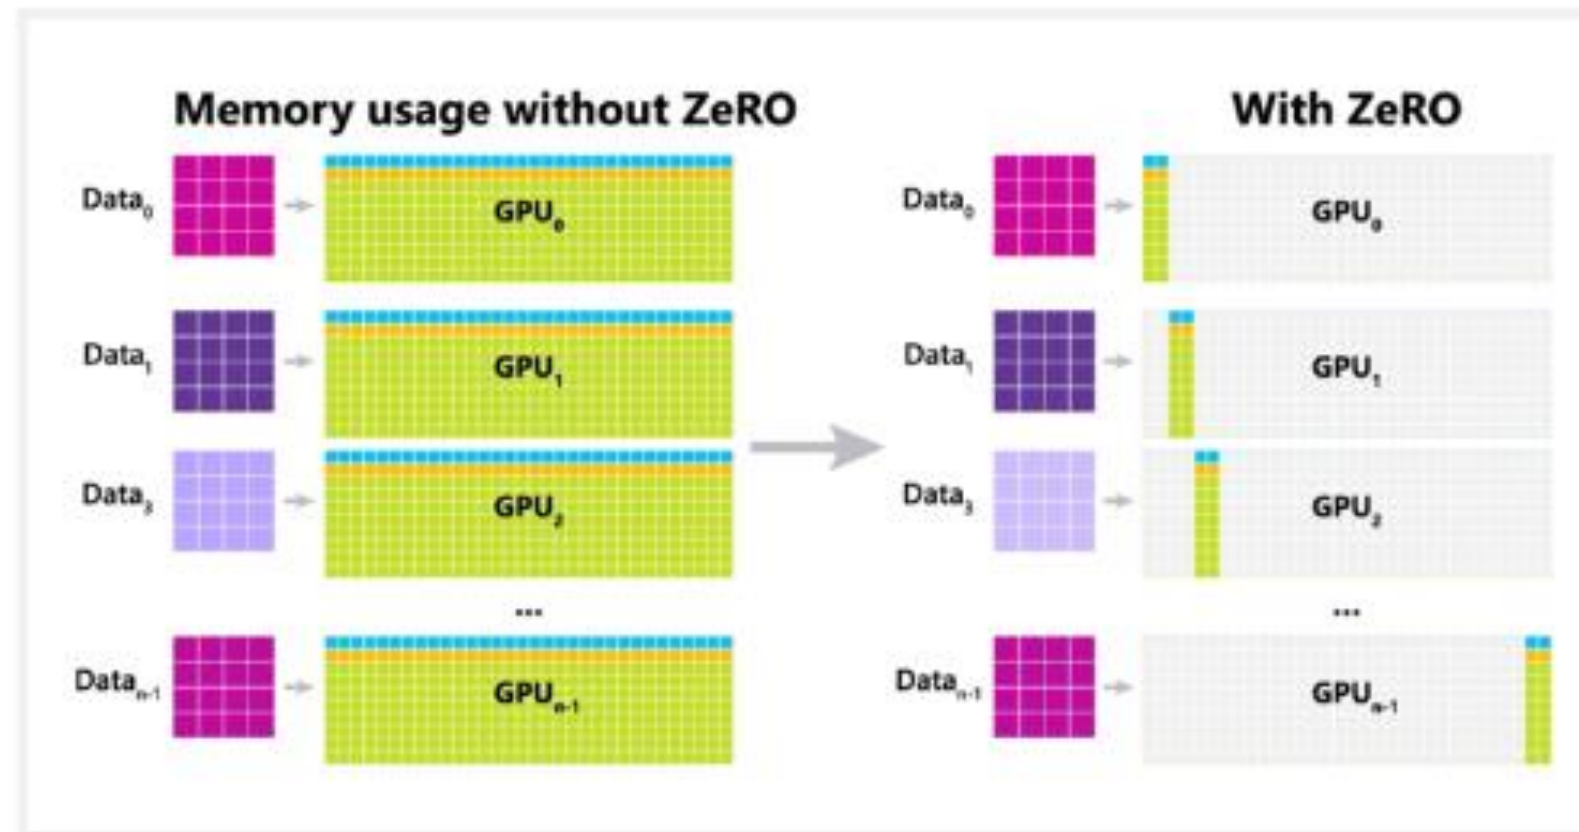 Memory usage without ZeRO
With ZeRO
Data₀
GPU₀
Data₀
GPU₀
Data₁
GPU₁
Data₁
GPU₁
Data₃
GPU₂
Data₃
GPU₂
...
...
Dataₙ₋₁
GPUₙ₋₁
Dataₙ₋₁
GPUₙ₋₁